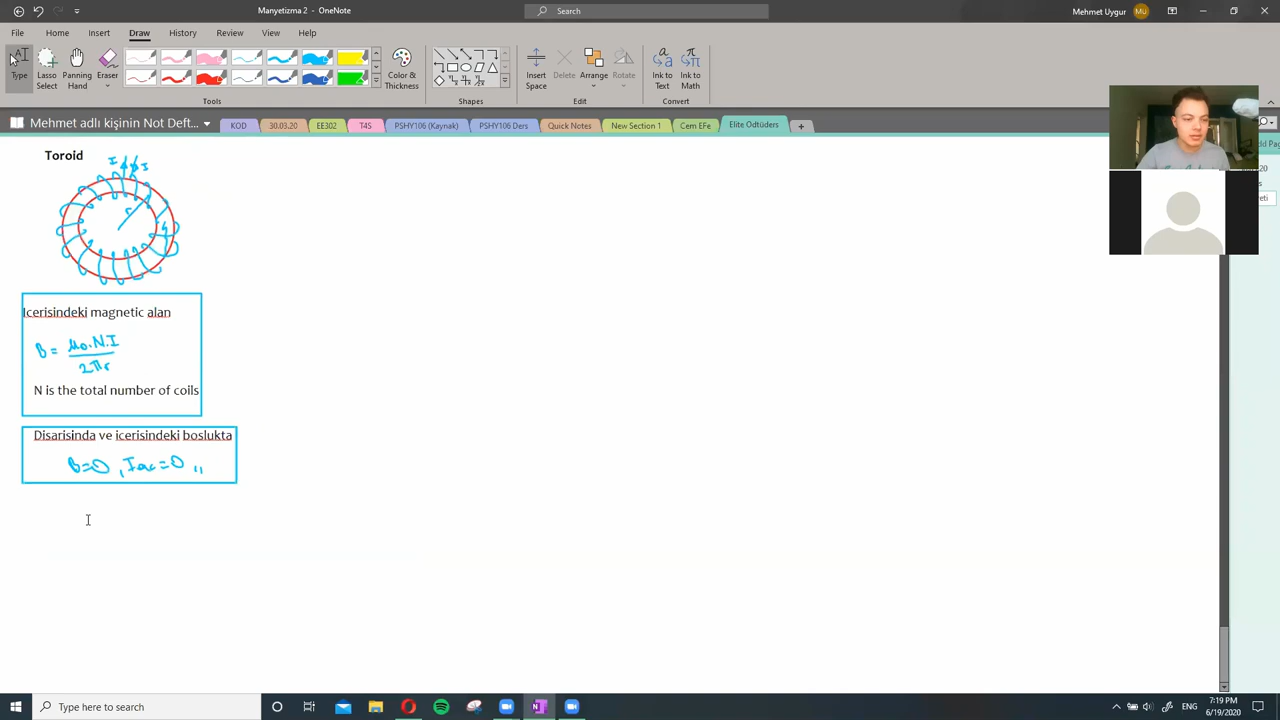 Manyetizma 2 - OneNote
Search
Mehmet Uygur
MU
File Home Insert Draw History Review View Help
Type
Lasso Select
Panning Hand
Eraser
Color & Thickness
Insert Space
Delete
Arrange
Rotate
Ink to Text
Ink to Math
Tools
Shapes
Edit
Convert
Mehmet adlı kişinin Not Deft...
KOD
30.03.20
EE302
T4S
PSHY106 (Kaynak)
PSHY106 Ders
Quick Notes
New Section 1
Cem EFe
Elite Odtüders
Toroid
I I
r
Icerisindeki magnetic alan
B = μ₀.N.I / 2πr
N is the total number of coils
Disarisinda ve icerisindeki boslukta
B=0 , Ienc=0 ,,
Type here to search
ENG
7:19 PM
6/19/2020